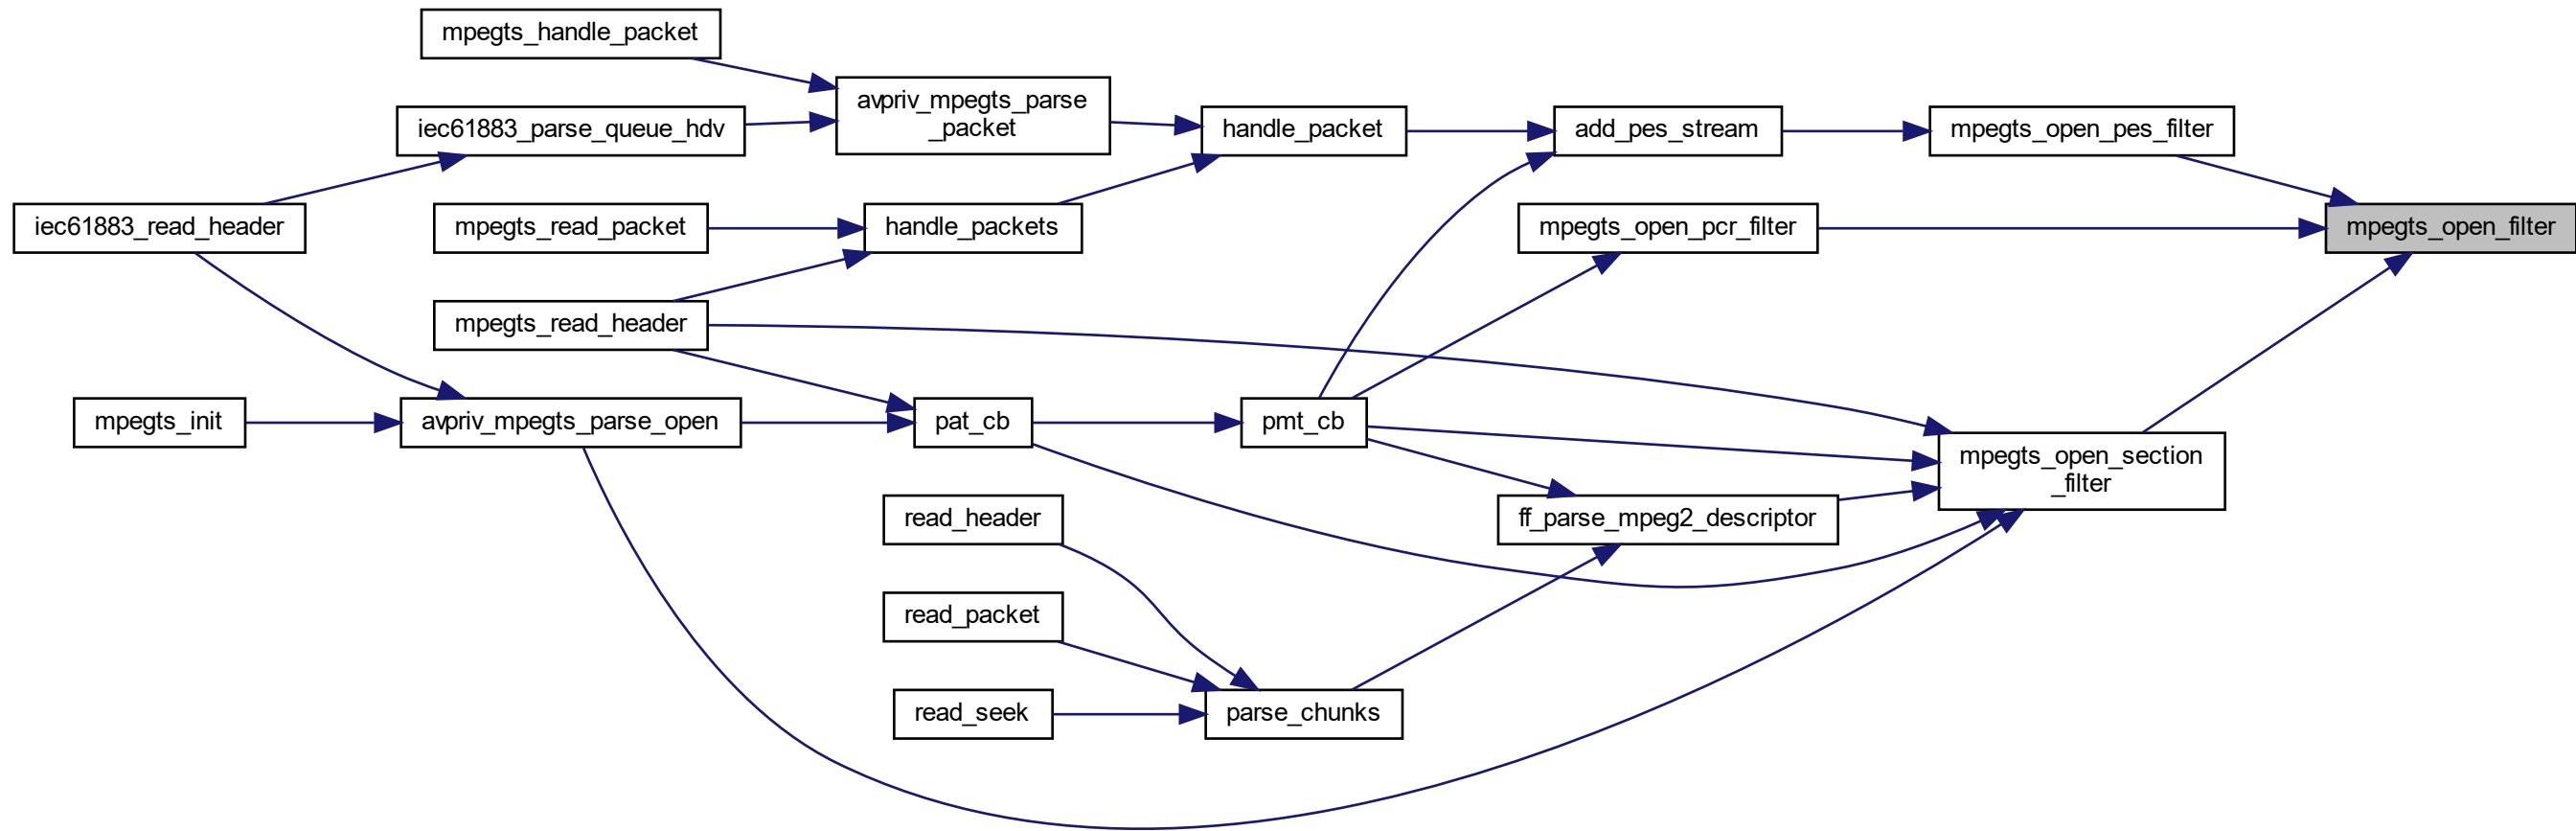 mpegts_handle_packet
avpriv_mpegts_parse
_packet
iec61883_parse_queue_hdv
handle_packet
add_pes_stream
mpegts_open_pes_filter
iec61883_read_header
mpegts_read_packet
handle_packets
mpegts_open_pcr_filter
mpegts_open_filter
mpegts_read_header
mpegts_init
avpriv_mpegts_parse_open
pat_cb
pmt_cb
mpegts_open_section
_filter
read_header
ff_parse_mpeg2_descriptor
read_packet
read_seek
parse_chunks